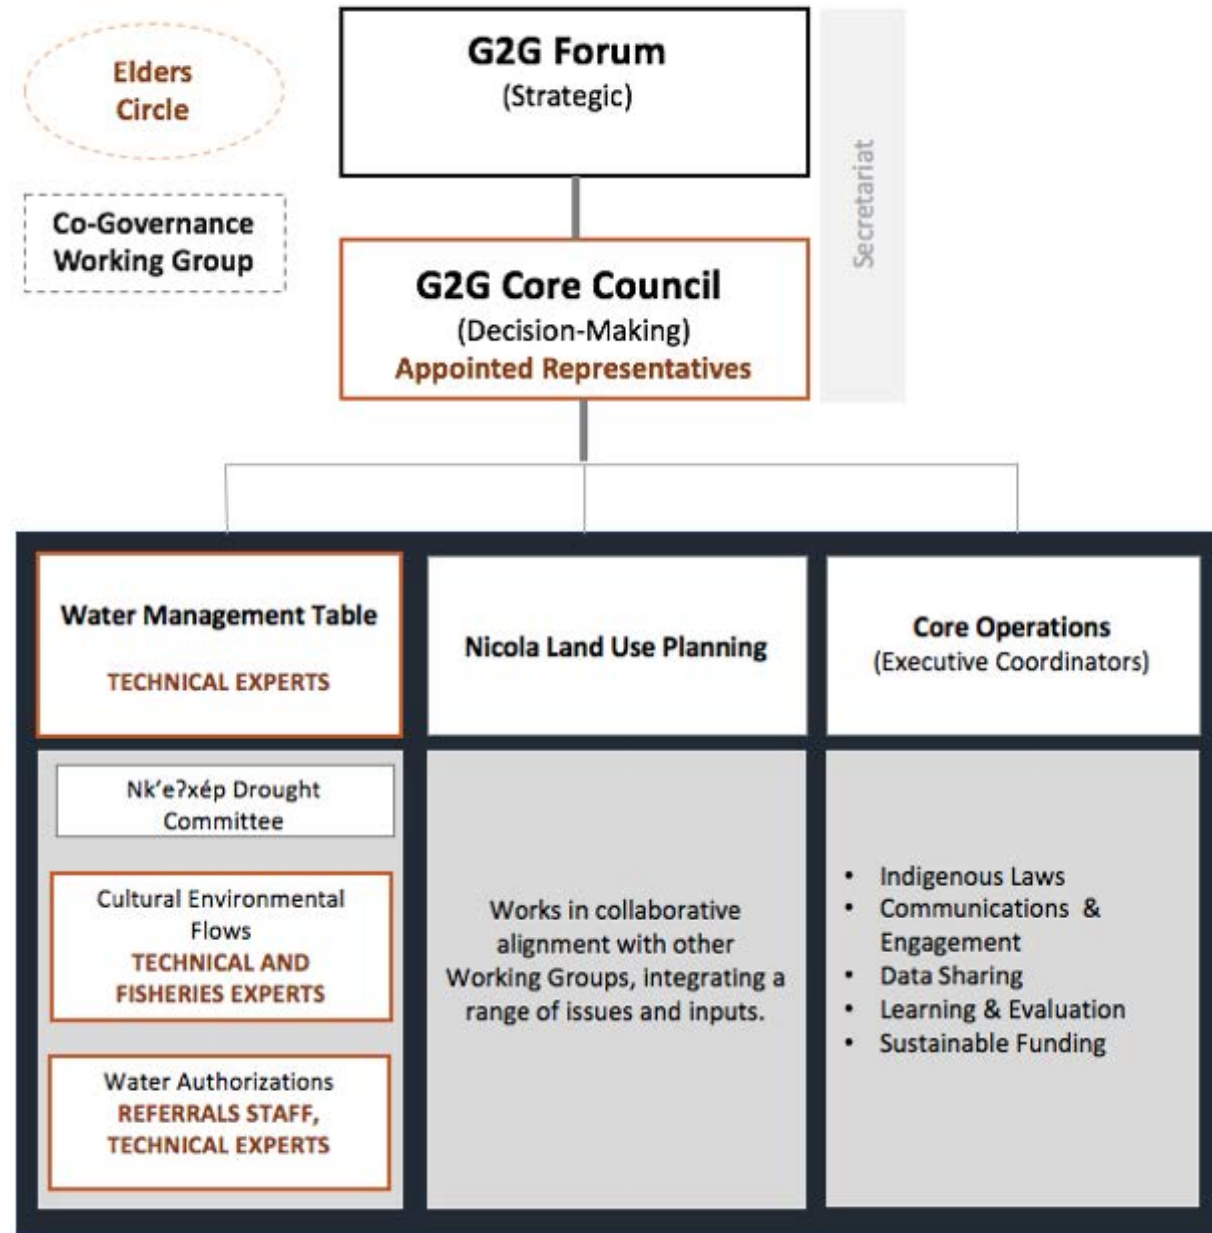 Elders
Circle
Co-Governance
Working Group
G2G Forum
(Strategic)
Secretariat
G2G Core Council
(Decision-Making)
Appointed Representatives
Water Management Table
TECHNICAL EXPERTS
Nicola Land Use Planning
Core Operations
(Executive Coordinators)
Nk’eʔxép Drought
Committee
Cultural Environmental
Flows
TECHNICAL AND
FISHERIES EXPERTS
Water Authorizations
REFERRALS STAFF,
TECHNICAL EXPERTS
Works in collaborative
alignment with other
Working Groups, integrating a
range of issues and inputs.
• Indigenous Laws
• Communications &
Engagement
• Data Sharing
• Learning & Evaluation
• Sustainable Funding